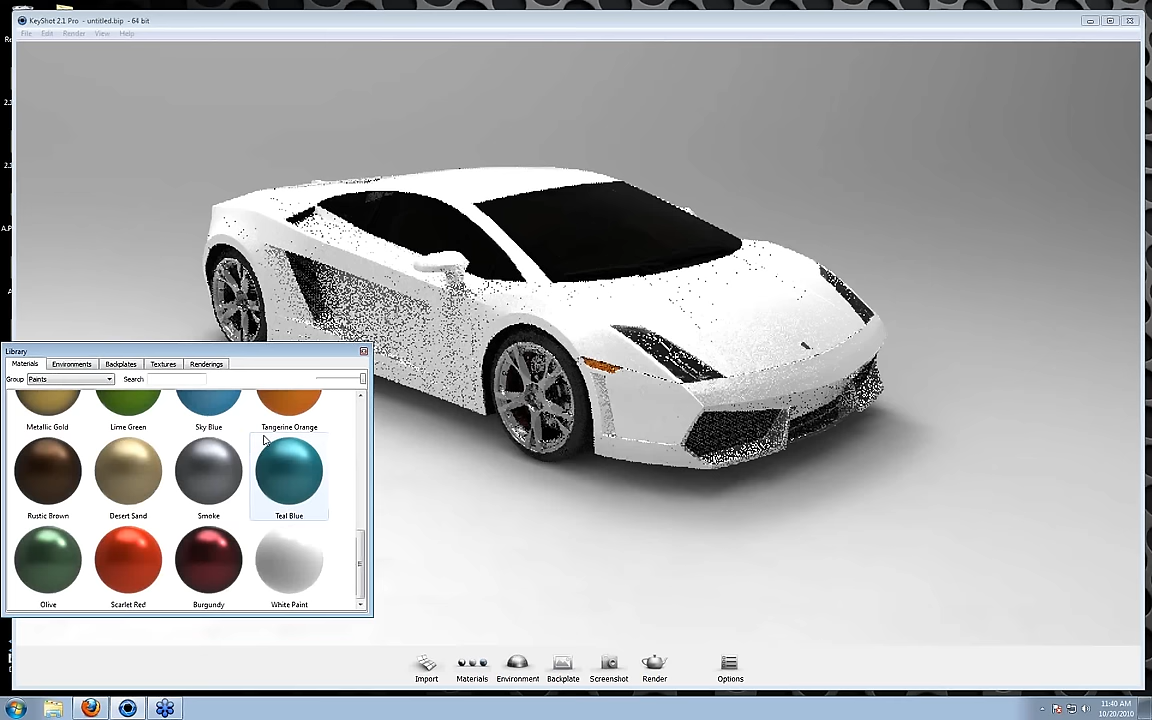 KeyShot 2.1 Pro - untitled.bip - 64 bit
File Edit Render View Help
Library
Materials Environments Backplates Textures Renderings
Group Paints Search
Metallic Gold Lime Green Sky Blue Tangerine Orange
Rustic Brown Desert Sand Smoke Teal Blue
Olive Scarlet Red Burgundy White Paint
Import Materials Environment Backplate Screenshot Render Options
11:40 AM
10/20/2010